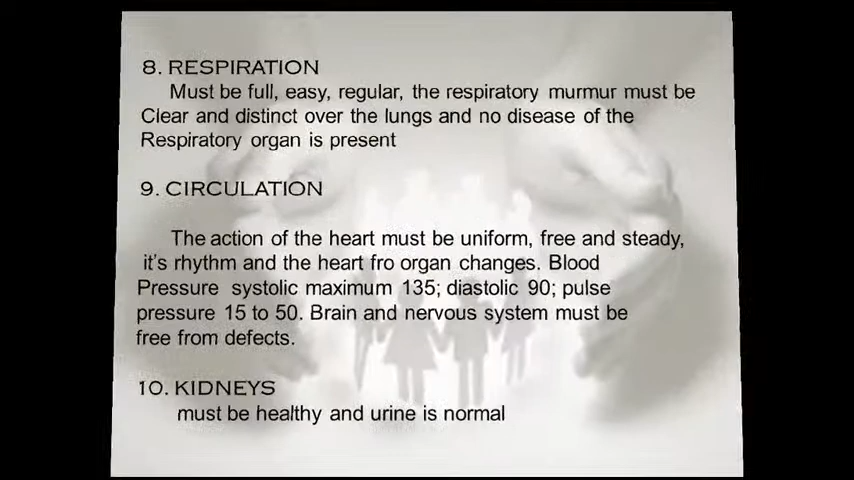 8. RESPIRATION
Must be full, easy, regular, the respiratory murmur must be
Clear and distinct over the lungs and no disease of the
Respiratory organ is present
9. CIRCULATION
The action of the heart must be uniform, free and steady,
it's rhythm and the heart fro organ changes. Blood
Pressure systolic maximum 135; diastolic 90; pulse
pressure 15 to 50. Brain and nervous system must be
free from defects.
10. KIDNEYS
must be healthy and urine is normal